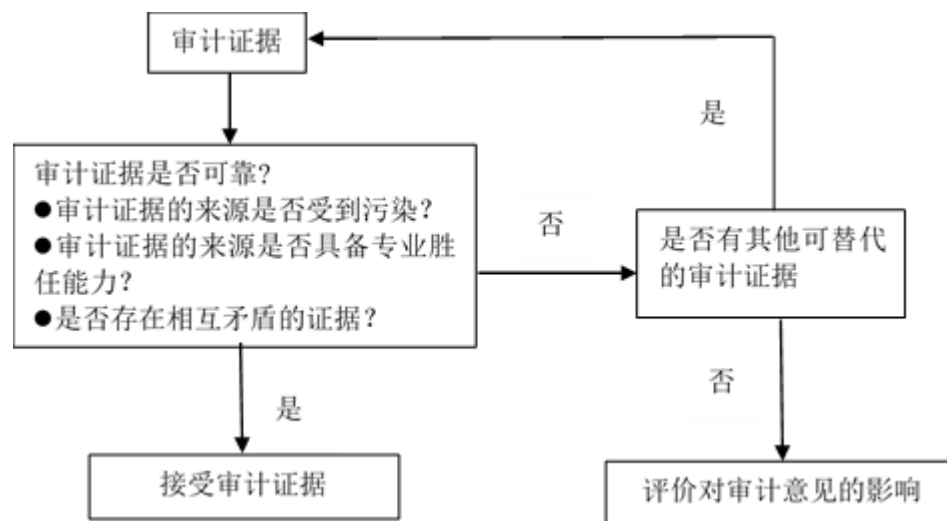 审计证据
是
审计证据是否可靠?
●审计证据的来源是否受到污染?
●审计证据的来源是否具备专业胜
任能力?
●是否存在相互矛盾的证据?
否
是否有其他可替代
的审计证据
是
否
接受审计证据
评价对审计意见的影响